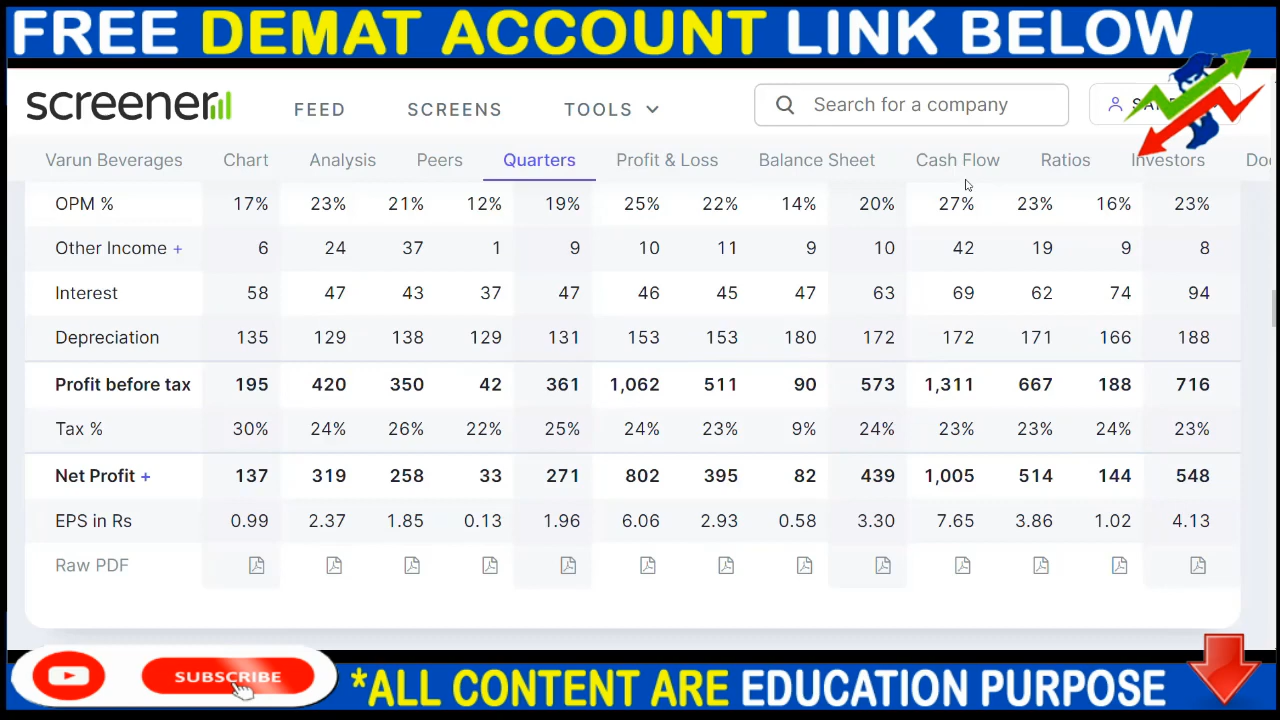 FREE DEMAT ACCOUNT LINK BELOW
screener
FEED SCREENS TOOLS Search for a company
Varun Beverages Chart Analysis Peers Quarters Profit & Loss Balance Sheet Cash Flow Ratios Investors
OPM % 17% 23% 21% 12% 19% 25% 22% 14% 20% 27% 23% 16% 23%
Other Income + 6 24 37 1 9 10 11 9 10 42 19 9 8
Interest 58 47 43 37 47 46 45 47 63 69 62 74 94
Depreciation 135 129 138 129 131 153 153 180 172 172 171 166 188
Profit before tax 195 420 350 42 361 1,062 511 90 573 1,311 667 188 716
Tax % 30% 24% 26% 22% 25% 24% 23% 9% 24% 23% 23% 24% 23%
Net Profit + 137 319 258 33 271 802 395 82 439 1,005 514 144 548
EPS in Rs 0.99 2.37 1.85 0.13 1.96 6.06 2.93 0.58 3.30 7.65 3.86 1.02 4.13
Raw PDF
SUBSCRIBE
*ALL CONTENT ARE EDUCATION PURPOSE